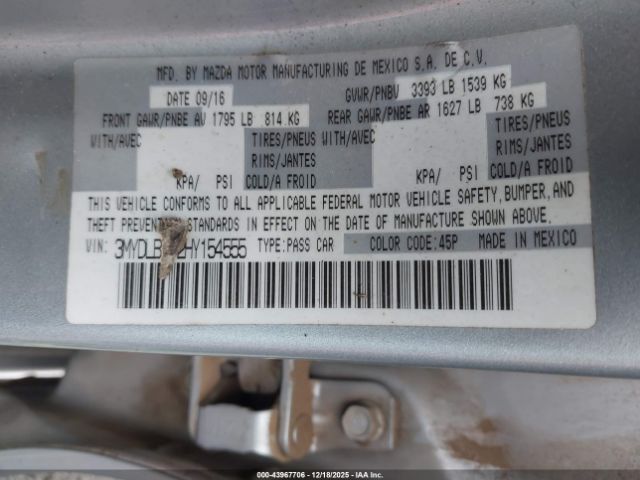 MFD. BY MAZDA MOTOR MANUFACTURING DE MEXICO S.A. DE C.V.
DATE 09/16 GVWR/PNBV 3393 LB 1539 KG
FRONT GAWR/PNBE AV 1795 LB 814 KG REAR GAWR/PNBE AR 1627 LB 738 KG
WITH/AVEC TIRES/PNEUS WITH/AVEC TIRES/PNEUS
RIMS/JANTES RIMS/JANTES
KPA/ PSI COLD/A FROID KPA/ PSI COLD/A FROID
THIS VEHICLE CONFORMS TO ALL APPLICABLE FEDERAL MOTOR VEHICLE SAFETY, BUMPER, AND
THEFT PREVENTION STANDARDS IN EFFECT ON THE DATE OF MANUFACTURE SHOWN ABOVE.
VIN: TYPE:PASS CAR COLOR CODE:45P MADE IN MEXICO
000-43967706 - 12/18/2025 - IAA Inc.